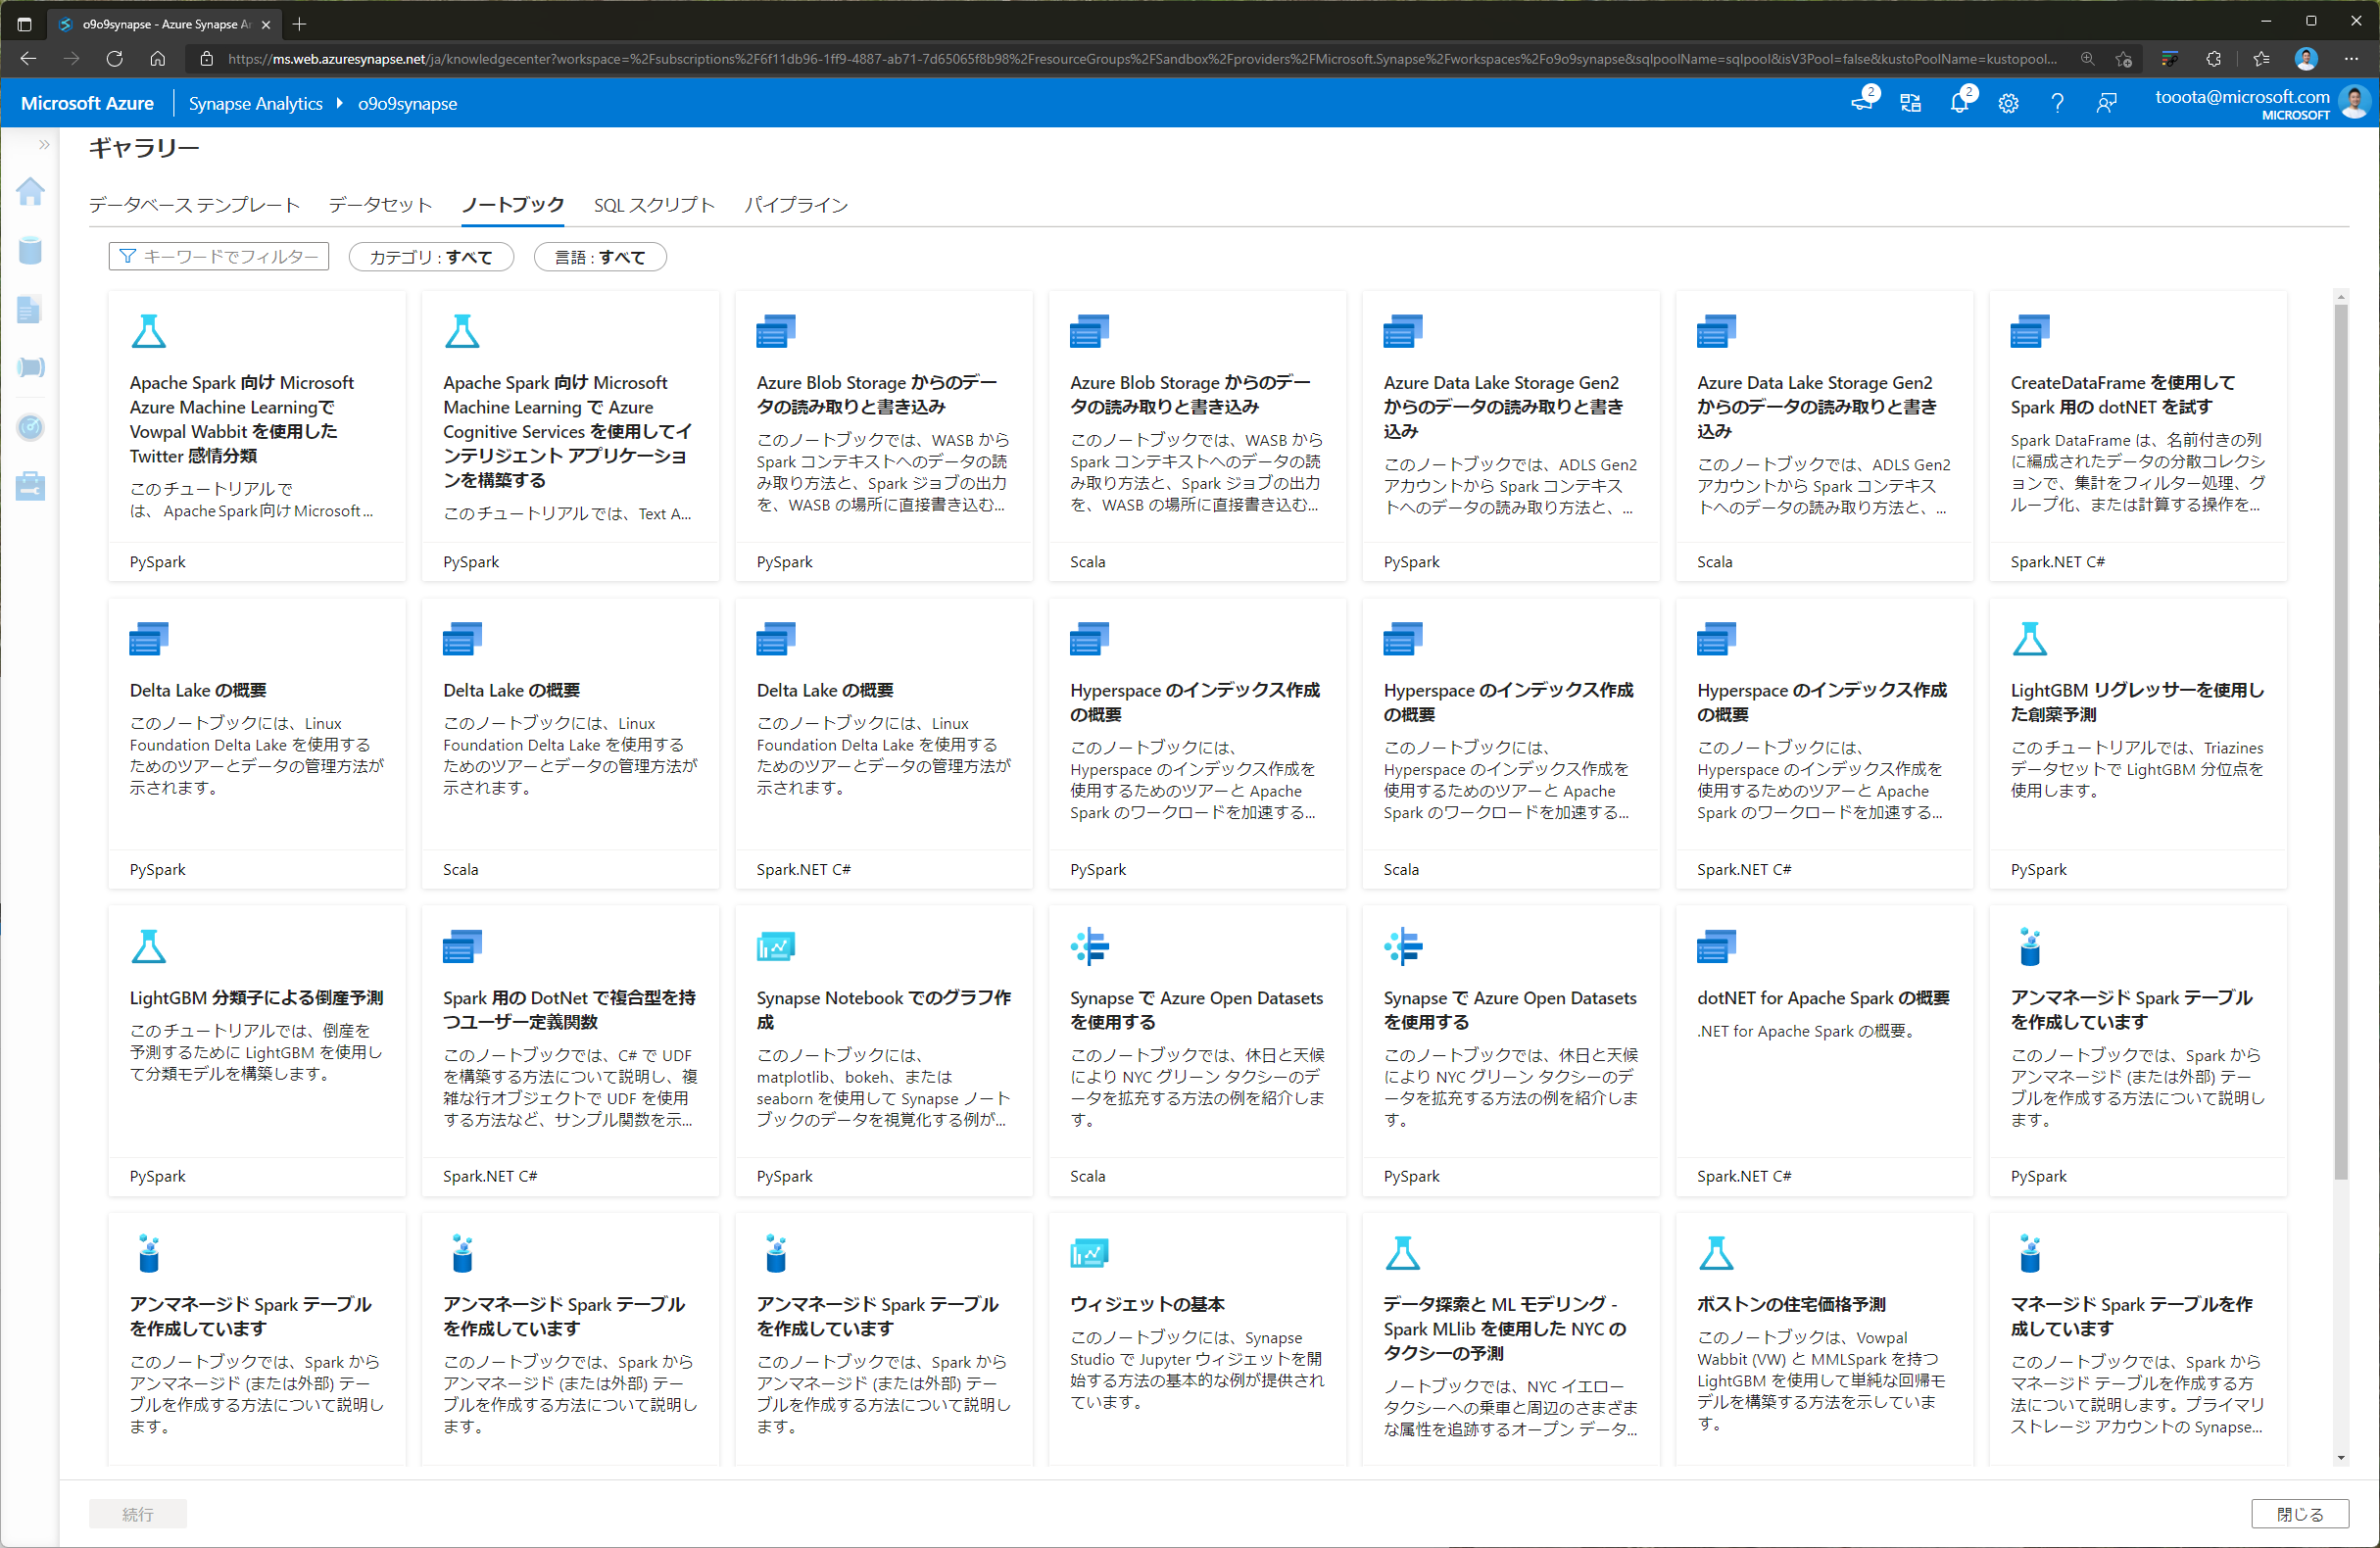 o9o9synapse - Azure Synapse An
https://ms.web.azuresynapse.net/ja/knowledgecenter?workspace=%2Fsubscriptions%2F6f11db96-1ff9-4887-ab71-7d65065f8b98%2FresourceGroups%2FSandbox%2Fproviders%2FMicrosoft.Synapse%2Fworkspaces%2Fo9o9synapse&sqlpoolName=sqlpool&isV3Pool=false&kustoPoolName=kustopool...
Microsoft Azure
Synapse Analytics
o9o9synapse
2
2
tooota@microsoft.com
MICROSOFT
ギャラリー
データベース テンプレート
データセット
ノートブック
SQL スクリプト
パイプライン
キーワードでフィルター
カテゴリ : すべて
言語 : すべて
Apache Spark 向け Microsoft
Azure Machine Learningで
Vowpal Wabbit を使用した
Twitter 感情分類
このチュートリアルで
は、Apache Spark 向け Microsoft...
PySpark
Apache Spark 向け Microsoft
Machine Learning で Azure
Cognitive Services を使用してイ
ンテリジェント アプリケーショ
ンを構築する
このチュートリアルでは、Text A...
PySpark
Azure Blob Storage からのデー
タの読み取りと書き込み
このノートブックでは、WASB から
Spark コンテキストへのデータの読
み取り方法と、Spark ジョブの出力
を、WASB の場所に直接書き込む...
PySpark
Azure Blob Storage からのデー
タの読み取りと書き込み
このノートブックでは、WASB から
Spark コンテキストへのデータの読
み取り方法と、Spark ジョブの出力
を、WASB の場所に直接書き込む...
Scala
Azure Data Lake Storage Gen2
からのデータの読み取りと書き
込み
このノートブックでは、ADLS Gen2
アカウントから Spark コンテキス
トへのデータの読み取り方法と、...
PySpark
Azure Data Lake Storage Gen2
からのデータの読み取りと書き
込み
このノートブックでは、ADLS Gen2
アカウントから Spark コンテキス
トへのデータの読み取り方法と、...
Scala
CreateDataFrame を使用して
Spark 用の dotNET を試す
Spark DataFrame は、名前付きの列
に編成されたデータの分散コレクシ
ョンで、集計をフィルター処理、グ
ループ化、または計算する操作を...
Spark.NET C#
Delta Lake の概要
このノートブックには、Linux
Foundation Delta Lake を使用する
ためのツアーとデータの管理方法が
示されます。
PySpark
Delta Lake の概要
このノートブックには、Linux
Foundation Delta Lake を使用する
ためのツアーとデータの管理方法が
示されます。
Scala
Delta Lake の概要
このノートブックには、Linux
Foundation Delta Lake を使用する
ためのツアーとデータの管理方法が
示されます。
Spark.NET C#
Hyperspace のインデックス作成
の概要
このノートブックには、
Hyperspace のインデックス作成を
使用するためのツアーと Apache
Spark のワークロードを加速する...
PySpark
Hyperspace のインデックス作成
の概要
このノートブックには、
Hyperspace のインデックス作成を
使用するためのツアーと Apache
Spark のワークロードを加速する...
Scala
Hyperspace のインデックス作成
の概要
このノートブックには、
Hyperspace のインデックス作成を
使用するためのツアーと Apache
Spark のワークロードを加速する...
Spark.NET C#
LightGBM リグレッサーを使用し
た創薬予測
このチュートリアルでは、Triazines
データセットで LightGBM 分位点を
使用します。
PySpark
LightGBM 分類子による倒産予測
このチュートリアルでは、倒産を
予測するために LightGBM を使用し
て分類モデルを構築します。
PySpark
Spark 用の DotNet で複合型を持
つユーザー定義関数
このノートブックでは、C# で UDF
を構築する方法について説明し、複
雑な行オブジェクトで UDF を使用
する方法など、サンプル関数を示...
Spark.NET C#
Synapse Notebook でのグラフ作
成
このノートブックには、
matplotlib、bokeh、または
seaborn を使用して Synapse ノート
ブックのデータを視覚化する例が...
PySpark
Synapse で Azure Open Datasets
を使用する
このノートブックでは、休日と天候
により NYC グリーン タクシーのデ
ータを拡充する方法の例を紹介しま
す。
Scala
Synapse で Azure Open Datasets
を使用する
このノートブックでは、休日と天候
により NYC グリーン タクシーのデ
ータを拡充する方法の例を紹介しま
す。
PySpark
dotNET for Apache Spark の概要
.NET for Apache Spark の概要。
Spark.NET C#
アンマネージド Spark テーブル
を作成しています
このノートブックでは、Spark から
アンマネージド (または外部) テー
ブルを作成する方法について説明し
ます。
PySpark
アンマネージド Spark テーブル
を作成しています
このノートブックでは、Spark から
アンマネージド (または外部) テー
ブルを作成する方法について説明し
ます。
アンマネージド Spark テーブル
を作成しています
このノートブックでは、Spark から
アンマネージド (または外部) テー
ブルを作成する方法について説明し
ます。
アンマネージド Spark テーブル
を作成しています
このノートブックでは、Spark から
アンマネージド (または外部) テー
ブルを作成する方法について説明し
ます。
ウィジェットの基本
このノートブックには、Synapse
Studio で Jupyter ウィジェットを開
始する方法の基本的な例が提供され
ています。
データ探索と ML モデリング -
Spark MLlib を使用した NYC の
タクシーの予測
ノートブックでは、NYC イエロー
タクシーへの乗車と周辺のさまざま
な属性を追跡するオープン データ...
ボストンの住宅価格予測
このノートブックは、Vowpal
Wabbit (VW) と MMLSpark を持つ
LightGBM を使用して単純な回帰モ
デルを構築する方法を示していま
す。
マネージド Spark テーブルを作
成しています
このノートブックでは、Spark から
マネージド テーブルを作成する方
法について説明します。プライマリ
ストレージ アカウントの Synapse...
続行
閉じる